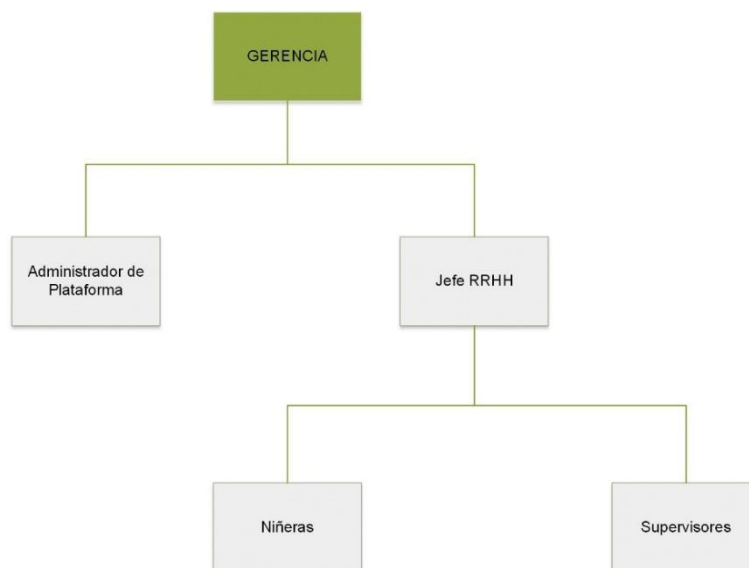 GERENCIA
Administrador de
Plataforma
Jefe RRHH
Niñeras
Supervisores